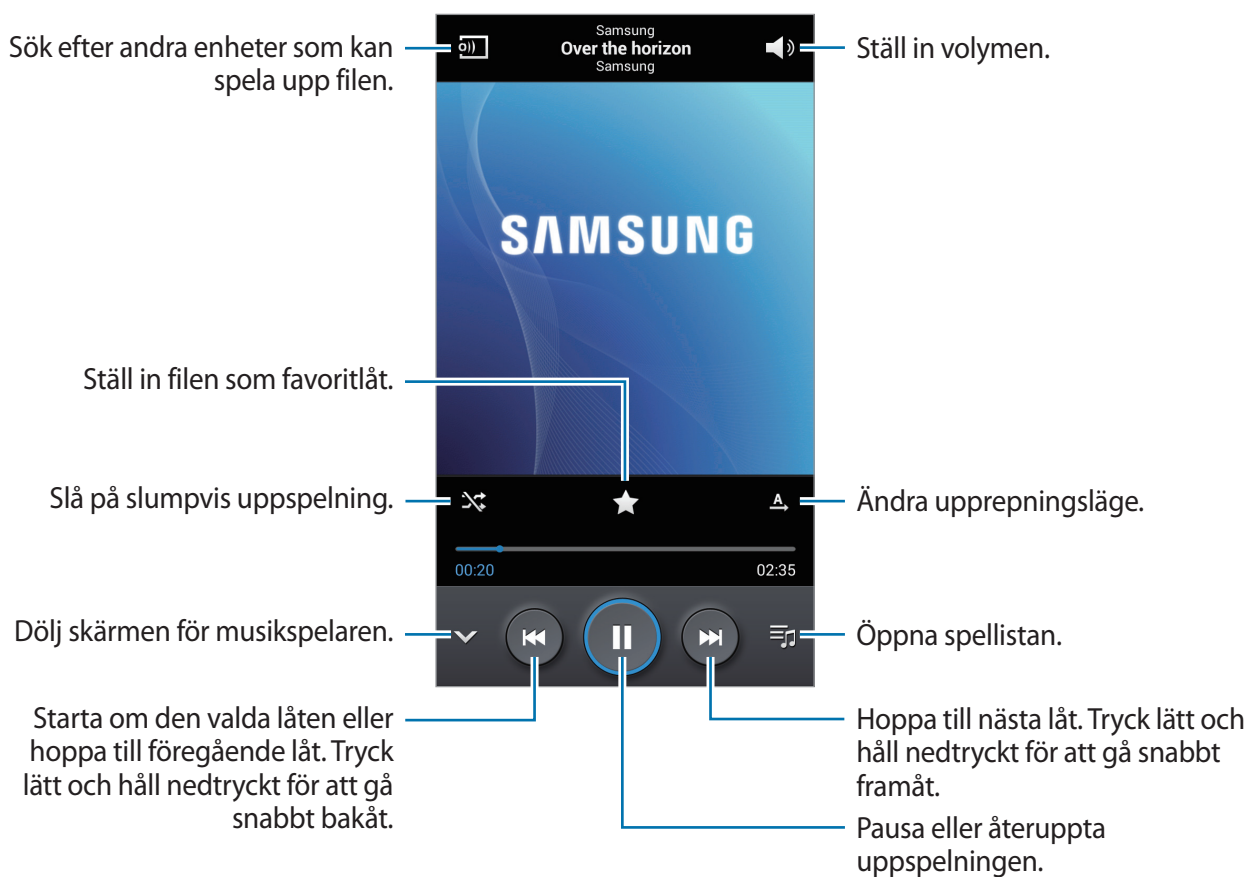 Sök efter andra enheter som kan
spela upp filen.
Samsung
Over the horizon
Samsung
Ställ in volymen.
SAMSUNG
Ställ in filen som favoritlåt.
Slå på slumpvis uppspelning.
A
Ändra upprepningsläge.
00:20
02:35
Dölj skärmen för musikspelaren.
Öppna spellistan.
Starta om den valda låten eller
hoppa till föregående låt. Tryck
lätt och håll nedtryckt för att gå
snabbt bakåt.
Hoppa till nästa låt. Tryck lätt och
håll nedtryckt för att gå snabbt
framåt.
Pausa eller återuppta
uppspelningen.